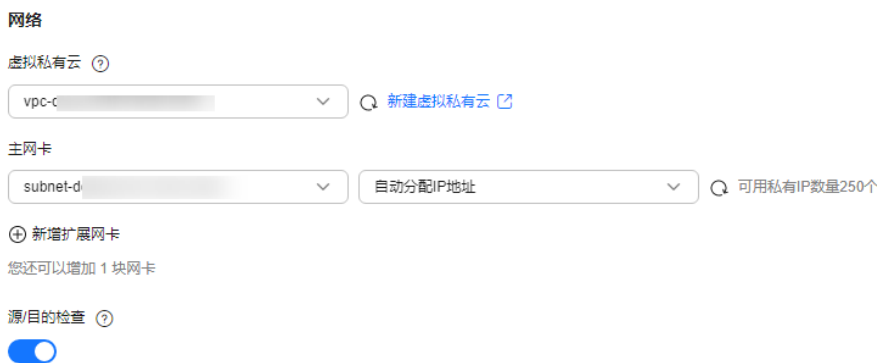 网络
虚拟私有云
vpc-d
新建虚拟私有云
主网卡
subnet-de 自动分配IP地址 可用私有IP数量250个
新增扩展网卡
您还可以增加 1 块网卡
源/目的检查